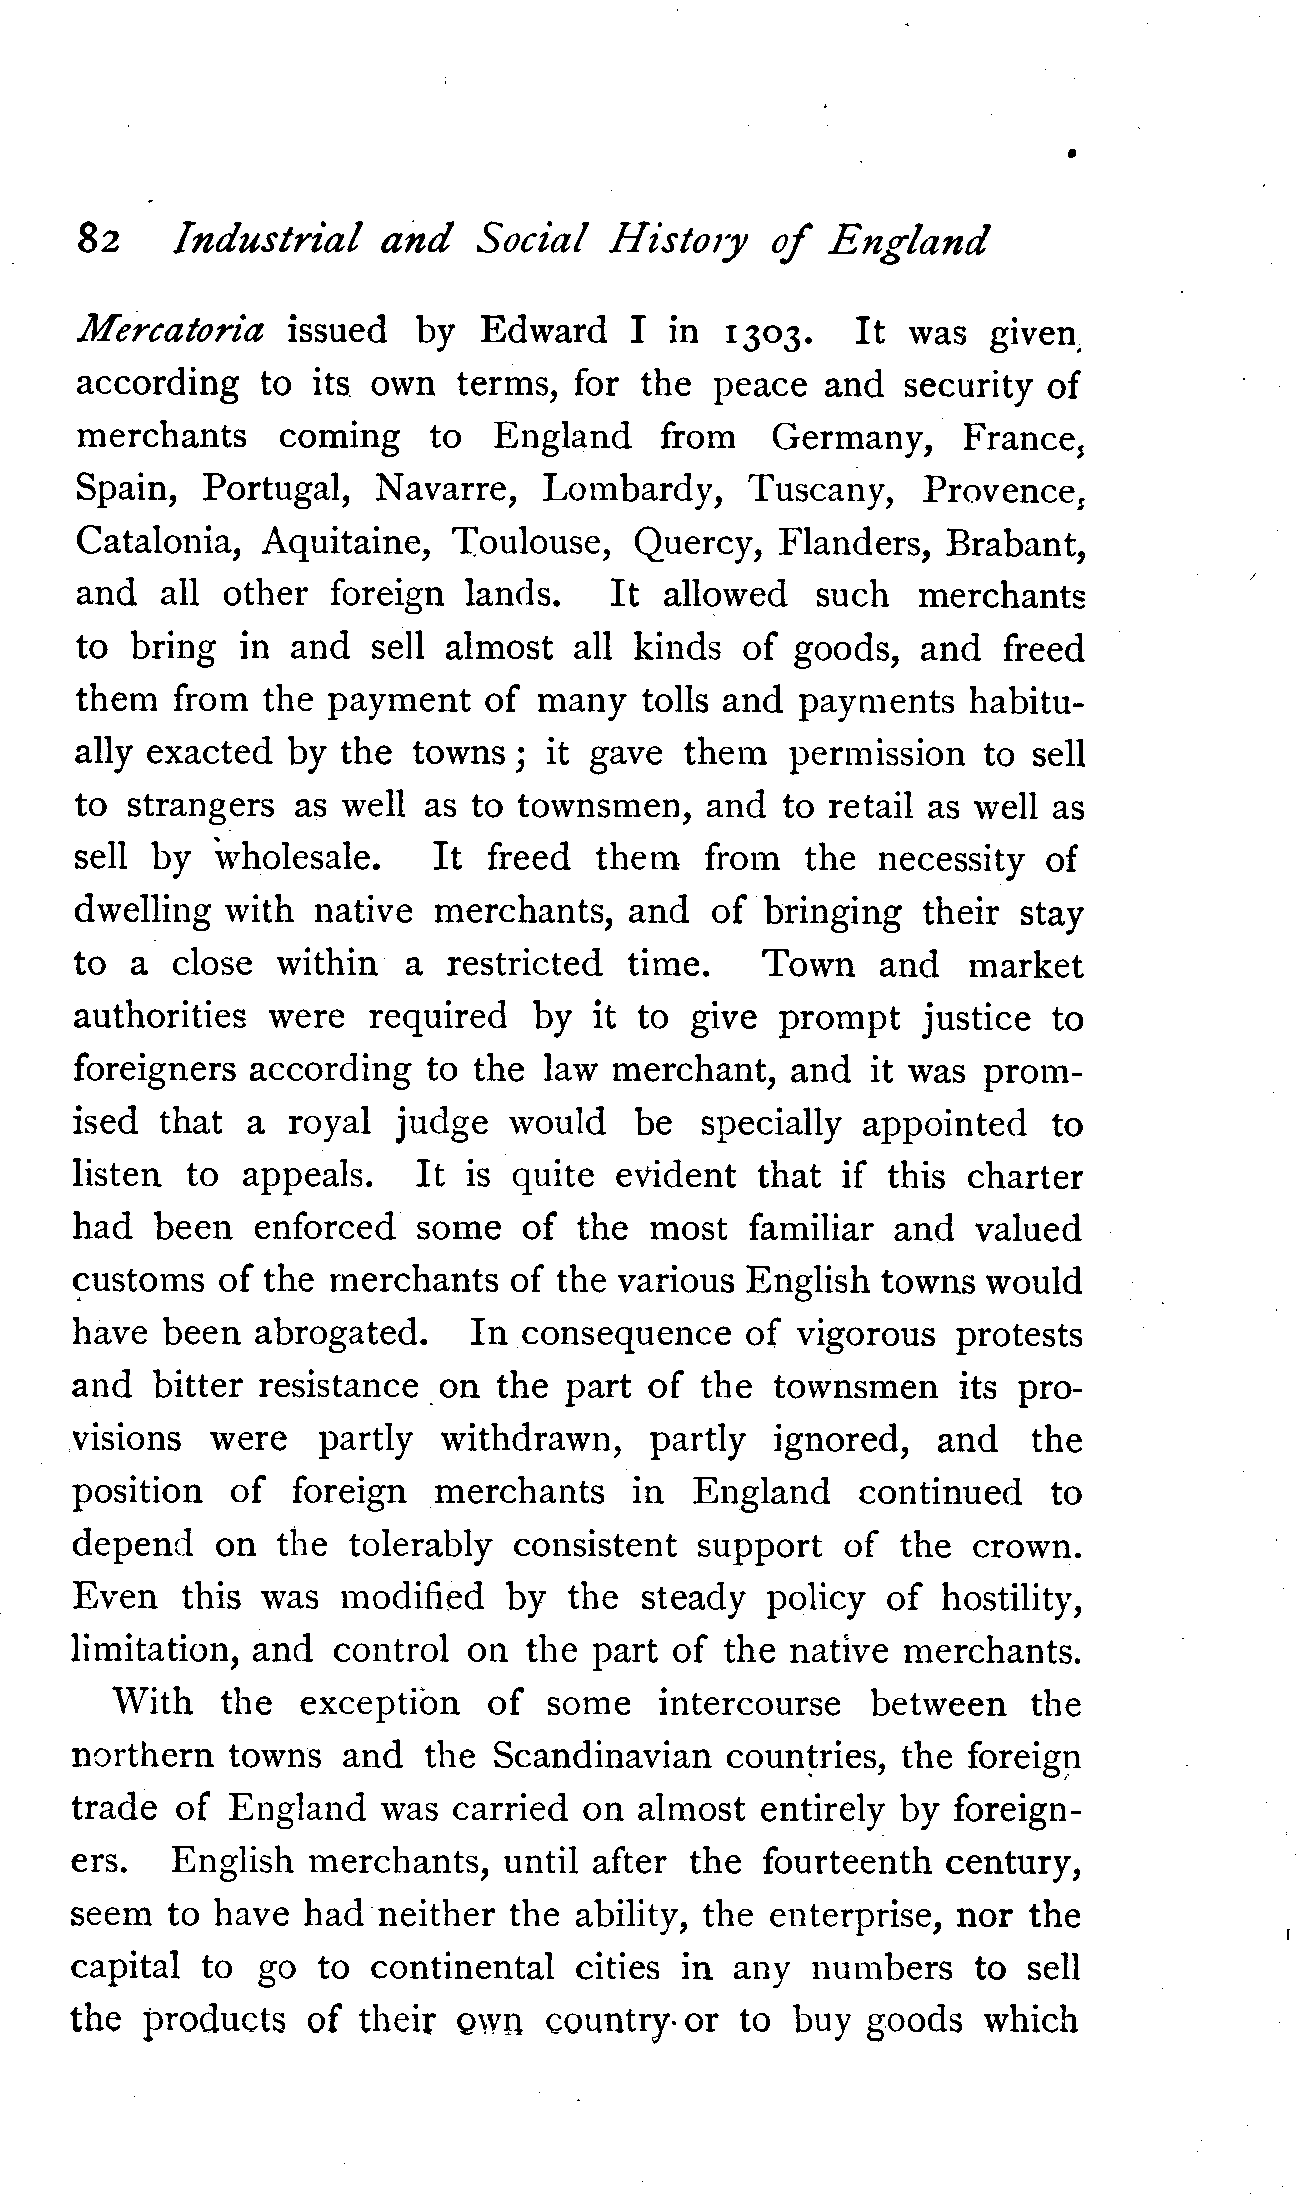 82 Industrial and Social History of England
Mercatoria issued by Edward I in 1303. It was given,
according to its own terms, for the peace and security of
merchants coming to England from Germany, France,
Spain, Portugal, Navarre, Lombardy, Tuscany, Provence,
Catalonia, Aquitaine, Toulouse, Quercy, Flanders, Brabant,
and all other foreign lands. It allowed such merchants
to bring in and sell almost all kinds of goods, and freed
them from the payment of many tolls and payments habitu-
ally exacted by the towns; it gave them permission to sell
to strangers as well as to townsmen, and to retail as well as
sell by wholesale. It freed them from the necessity of
dwelling with native merchants, and of bringing their stay
to a close within a restricted time. Town and market
authorities were required by it to give prompt justice to
foreigners according to the law merchant, and it was prom-
ised that a royal judge would be specially appointed to
listen to appeals. It is quite evident that if this charter
had been enforced some of the most familiar and valued
customs of the merchants of the various English towns would
have been abrogated. In consequence of vigorous protests
and bitter resistance on the part of the townsmen its pro-
visions were partly withdrawn, partly ignored, and the
position of foreign merchants in England continued to
depend on the tolerably consistent support of the crown.
Even this was modified by the steady policy of hostility,
limitation, and control on the part of the native merchants.
With the exception of some intercourse between the
northern towns and the Scandinavian countries, the foreign
trade of England was carried on almost entirely by foreign-
ers. English merchants, until after the fourteenth century,
seem to have had neither the ability, the enterprise, nor the
capital to go to continental cities in any numbers to sell
the products of their own country or to buy goods which